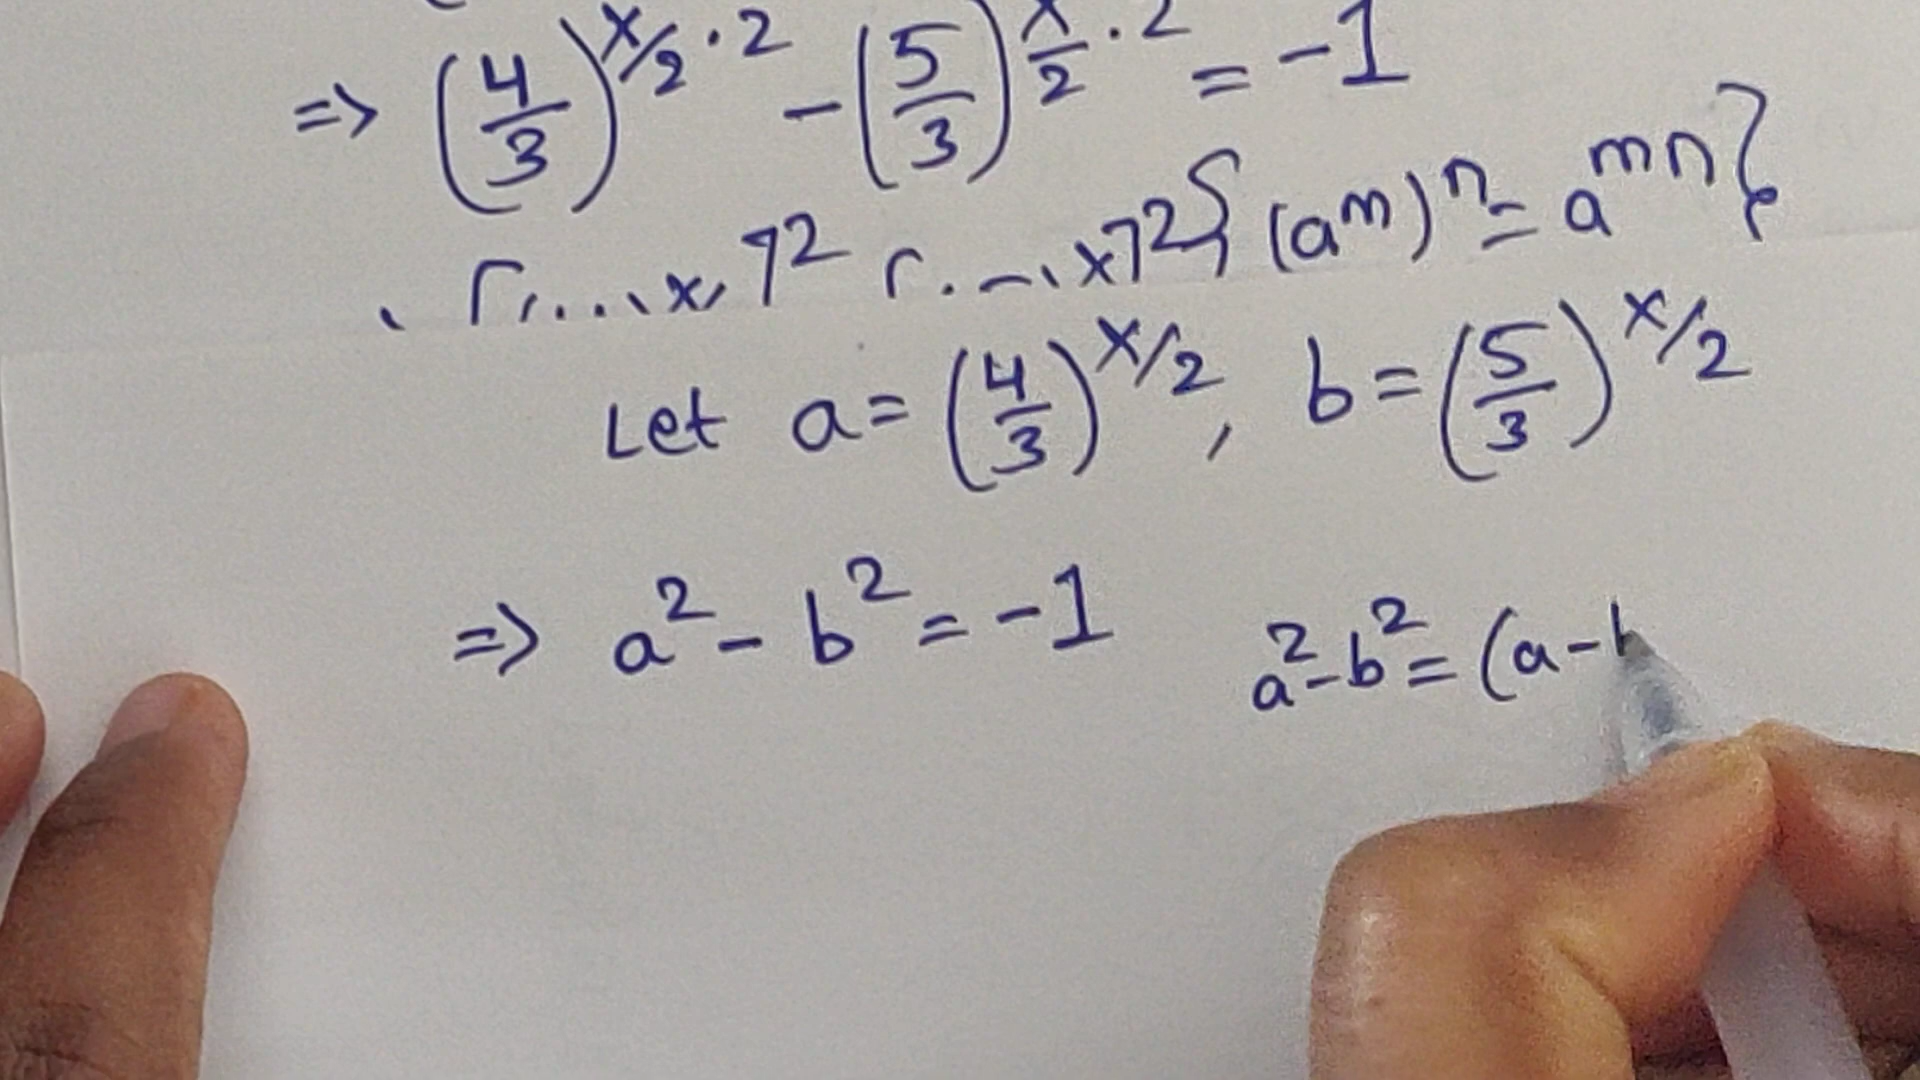 => (4/3)^{x/2 · 2} - (5/3)^{x/2 · 2} = -1
{(a^m)^n = a^{mn}}
Let a = (4/3)^{x/2}, b = (5/3)^{x/2}
=> a² - b² = -1 a² - b² = (a -